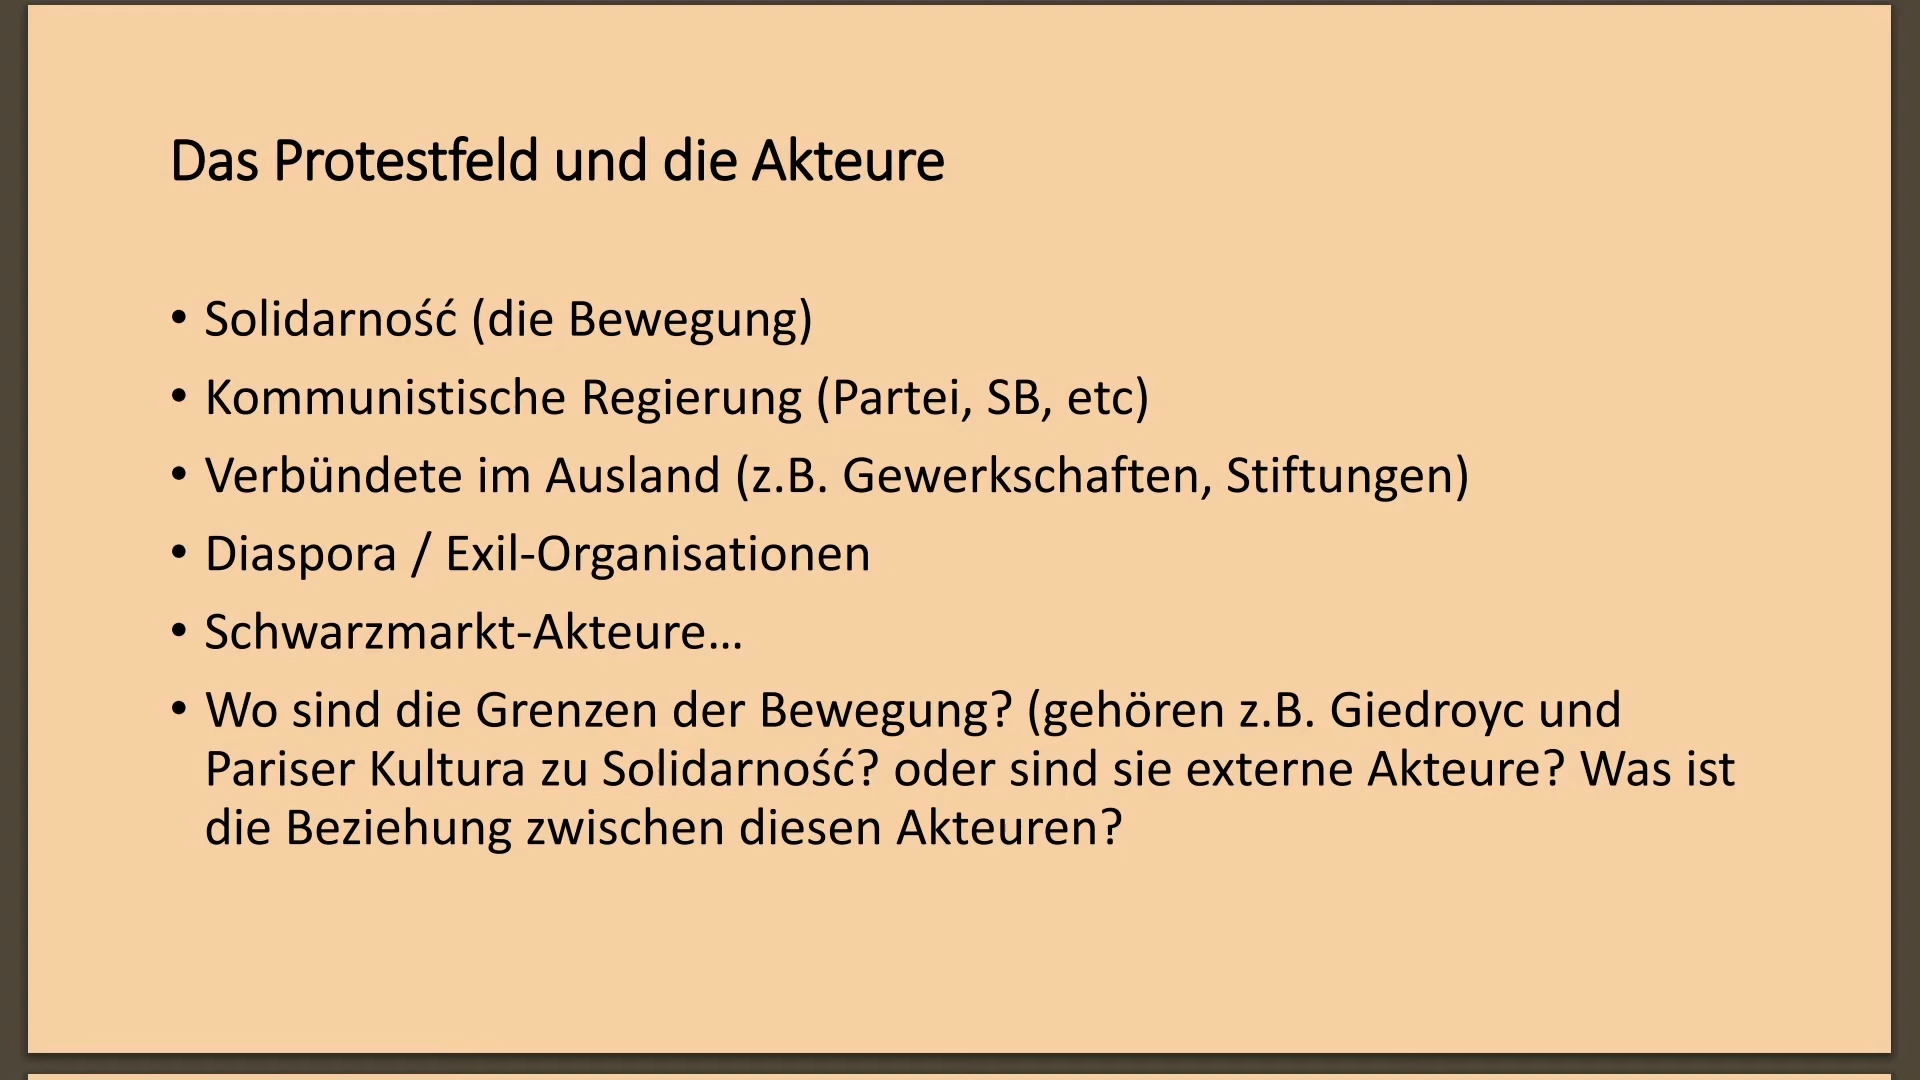 Das Protestfeld und die Akteure
• Solidarność (die Bewegung)
• Kommunistische Regierung (Partei, SB, etc)
• Verbündete im Ausland (z.B. Gewerkschaften, Stiftungen)
• Diaspora / Exil-Organisationen
• Schwarzmarkt-Akteure…
• Wo sind die Grenzen der Bewegung? (gehören z.B. Giedroyc und
Pariser Kultura zu Solidarność? oder sind sie externe Akteure? Was ist
die Beziehung zwischen diesen Akteuren?